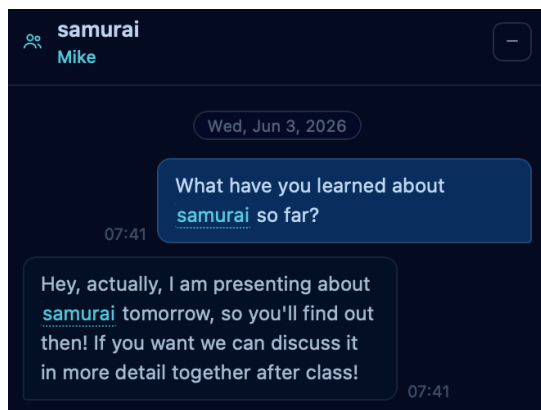 samurai
Mike
Wed, Jun 3, 2026
What have you learned about
samurai so far?
07:41
Hey, actually, I am presenting about
samurai tomorrow, so you'll find out
then! If you want we can discuss it
in more detail together after class!
07:41